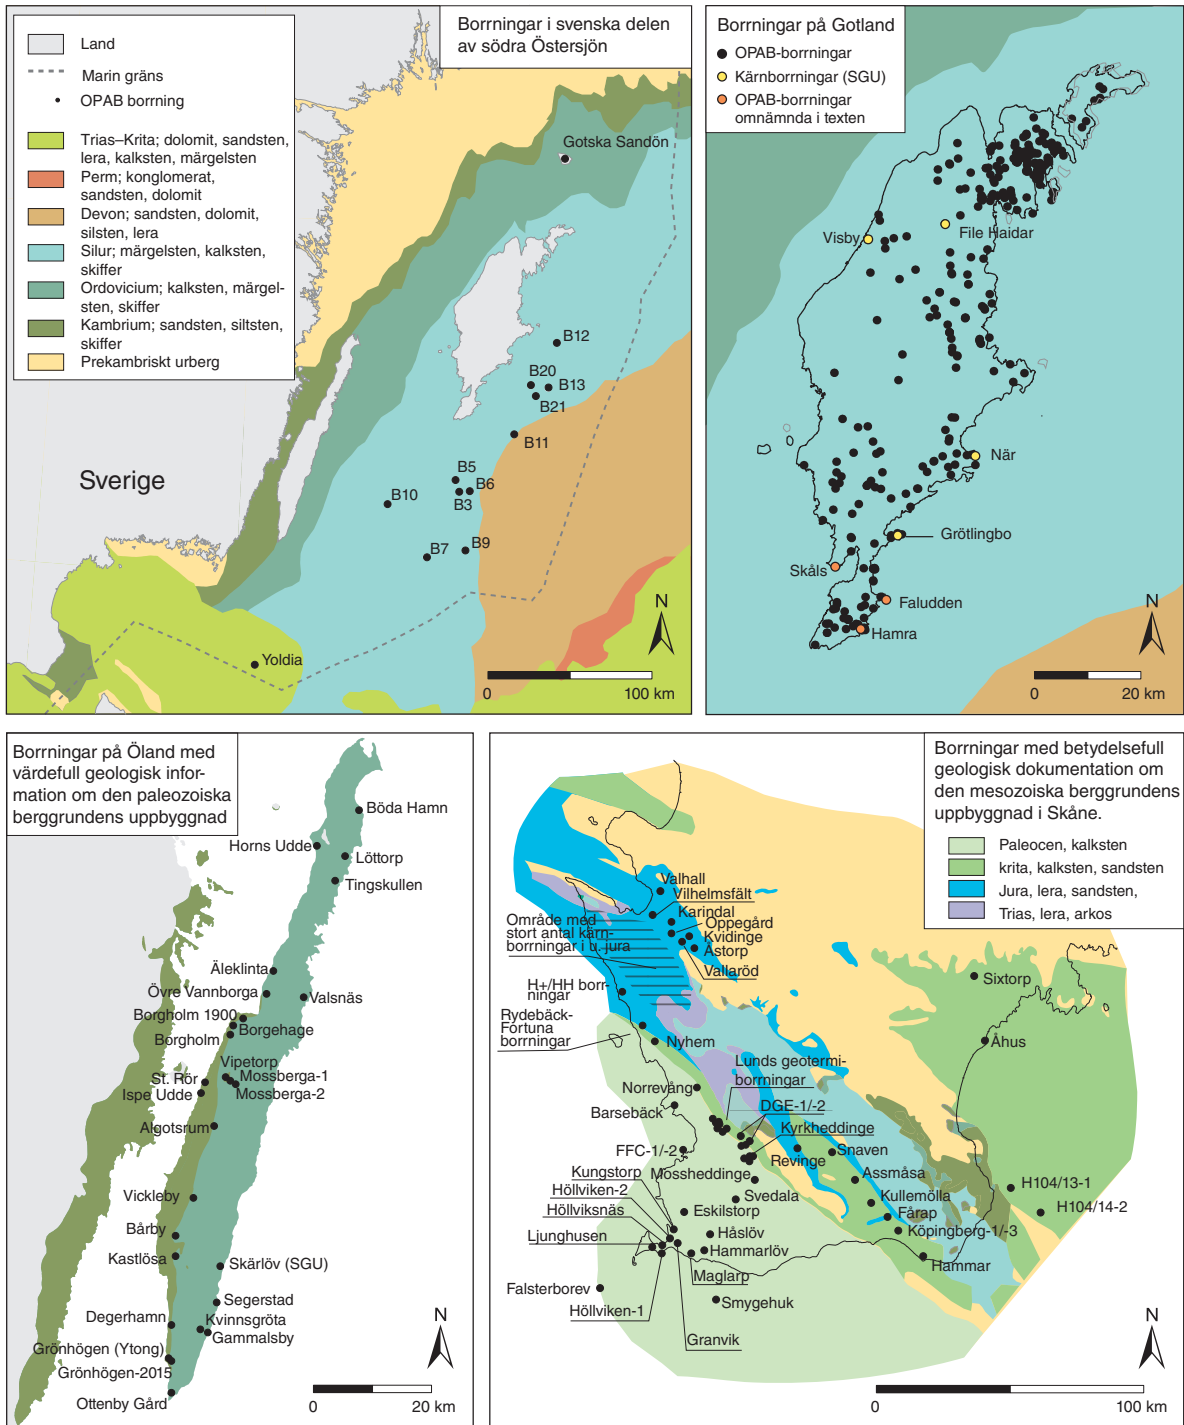 Borrningar i svenska delen
av södra Östersjön
Land
Marin gräns
OPAB borrning
Trias–Krita; dolomit, sandsten,
lera, kalksten, märgelsten
Perm; konglomerat,
sandsten, dolomit
Devon; sandsten, dolomit,
silsten, lera
Silur; märgelsten, kalksten,
skiffer
Ordovicium; kalksten, märgel-
sten, skiffer
Kambrium; sandsten, siltsten,
skiffer
Prekambriskt urberg
Gotska Sandön
B12
B20
B13
B21
B11
B5
B6
B3
B10
B9
B7
Sverige
Yoldia
N
0
100 km
Borrningar på Gotland
OPAB-borrningar
Kärnborrningar (SGU)
OPAB-borrningar
omnämnda i texten
Visby
File Haidar
När
Grötlingbo
Skåls
Faludden
Hamra
N
0
20 km
Borrningar på Öland med
värdefull geologisk infor-
mation om den paleozoiska
berggrundens uppbyggnad
Böda Hamn
Horns Udde
Löttorp
Tingskullen
Äleklinta
Övre Vannborga
Valsnäs
Borgholm 1900
Borgehage
Borgholm
Vipetorp
St. Rör
Mossberga-1
Ispe Udde
Mossberga-2
Algotsrum
Vickleby
Bårby
Kastlösa
Skärlöv (SGU)
Segerstad
Degerhamn
Kvinnsgröta
Gammalsby
Grönhögen (Ytong)
Grönhögen-2015
Ottenby Gård
N
0
20 km
Borrningar med betydelsefull
geologisk dokumentation om
den mesozoiska berggrundens
uppbyggnad i Skåne.
Paleocen, kalksten
krita, kalksten, sandsten
Jura, lera, sandsten,
Trias, lera, arkos
Valhall
Vilhelmsfält
Karindal
Oppegård
Kvidinge
Åstorp
Vallaröd
Område med
stort antal kärn-
borrningar i u. jura
H+/HH borr-
ningar
Rydebäck-
Fortuna
borrningar
Nyhem
Sixtorp
Åhus
Lunds geotermi-
borrningar
Norrevång
Barsebäck
DGE-1/-2
Kyrkheddinge
FFC-1/-2
Revinge
Snaven
Kungstorp
Mossheddinge
Assmåsa
H104/13-1
Höllviken-2
Svedala
Kullemölla
Höllviksnäs
Eskilstorp
Fårap
H104/14-2
Ljunghusen
Håslöv
Köpingberg-1/-3
Hammarlöv
Hammar
Maglarp
Falsterborev
Höllviken-1
Smygehuk
Granvik
N
0
100 km